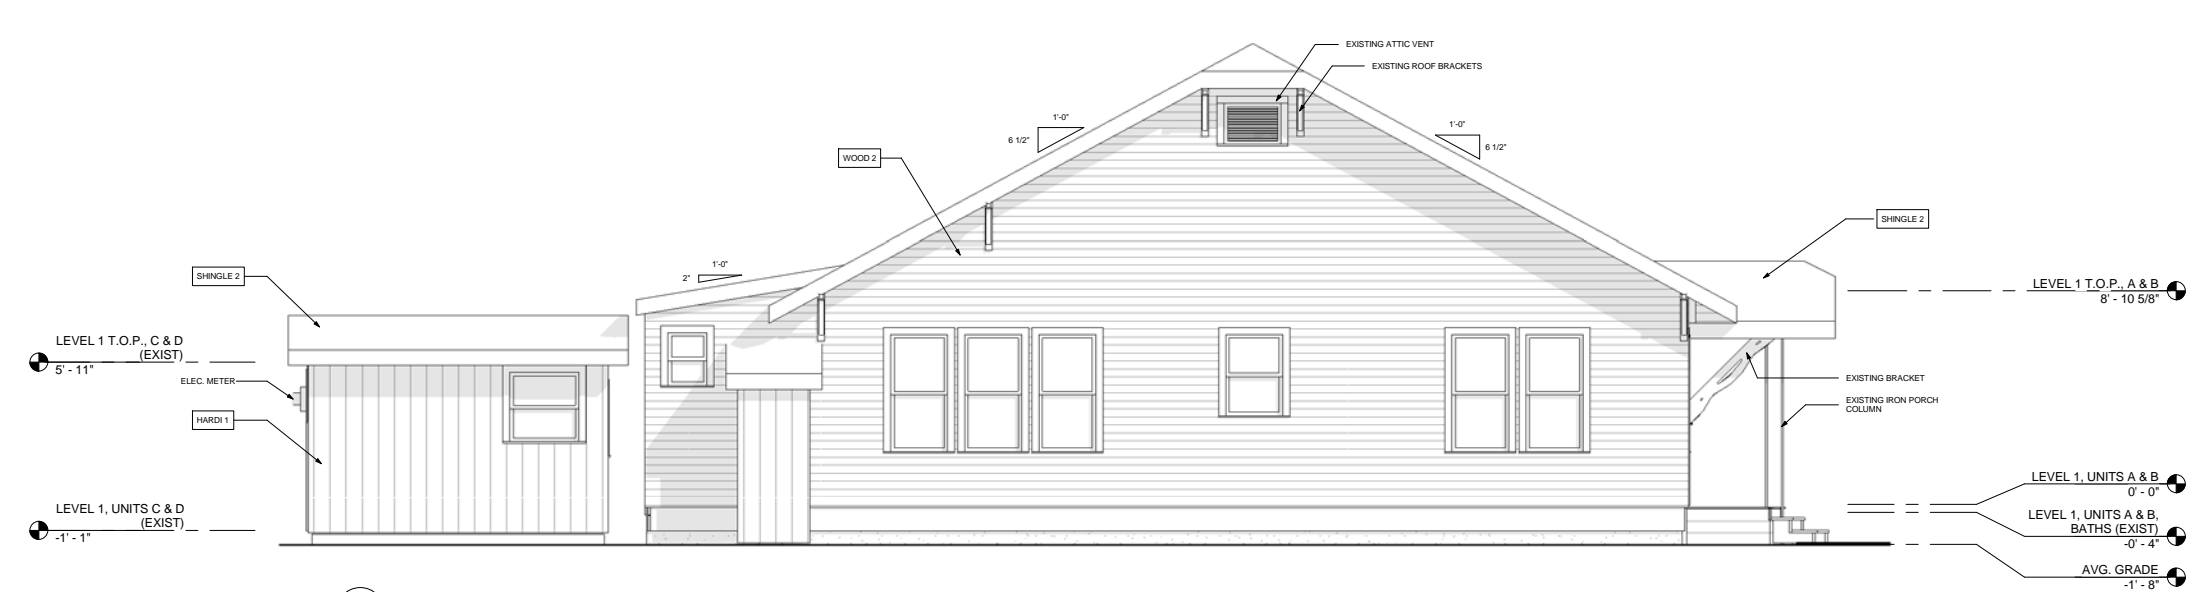 EXISTING ATTIC VENT
EXISTING ROOF BRACKETS
1'-0"
6 1/2"
1'-0"
6 1/2"
WOOD 2
SHINGLE 2
1'-0"
2"
SHINGLE 2
LEVEL 1 T.O.P., A & B
8' - 10 5/8"
LEVEL 1 T.O.P., C & D
(EXIST)
5' - 11"
ELEC. METER
EXISTING BRACKET
EXISTING IRON PORCH
COLUMN
HARDI 1
LEVEL 1, UNITS A & B
0' - 0"
LEVEL 1, UNITS C & D
(EXIST)
-1' - 1"
LEVEL 1, UNITS A & B,
BATHS (EXIST)
-0' - 4"
AVG. GRADE
-1' - 8"